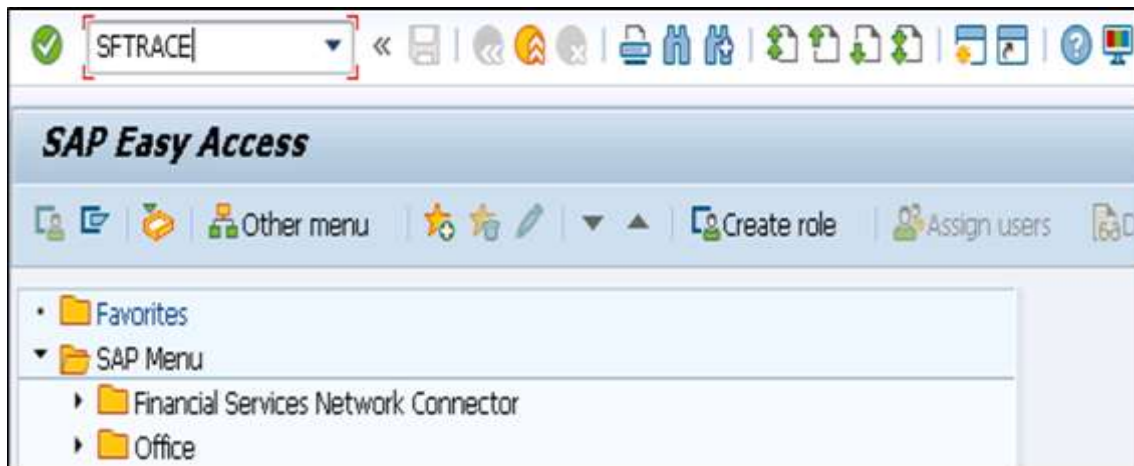 SFTRACE
SAP Easy Access
Other menu Create role Assign users
Favorites
SAP Menu
Financial Services Network Connector
Office